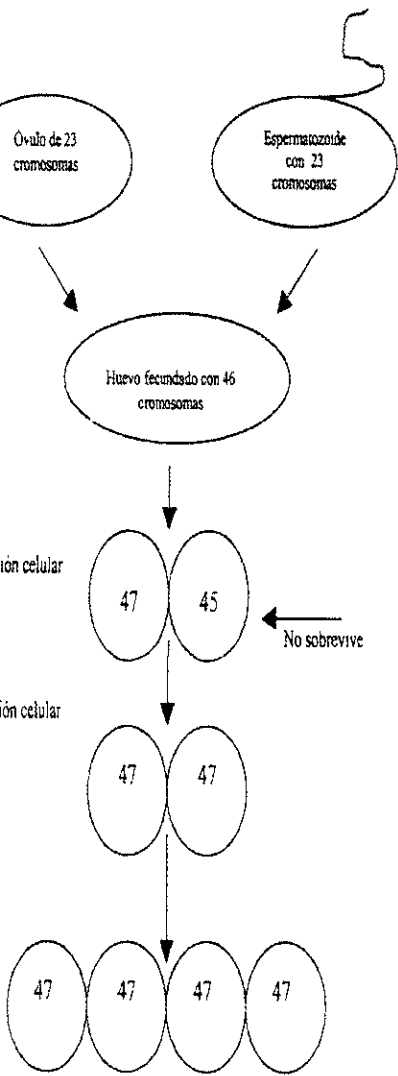 Óvulo de 23
cromosomas
Espermatozoide
con 23
cromosomas
Huevo fecundado con 46
cromosomas
ión celular
47
45
No sobrevive
ión celular
47
47
47
47
47
47